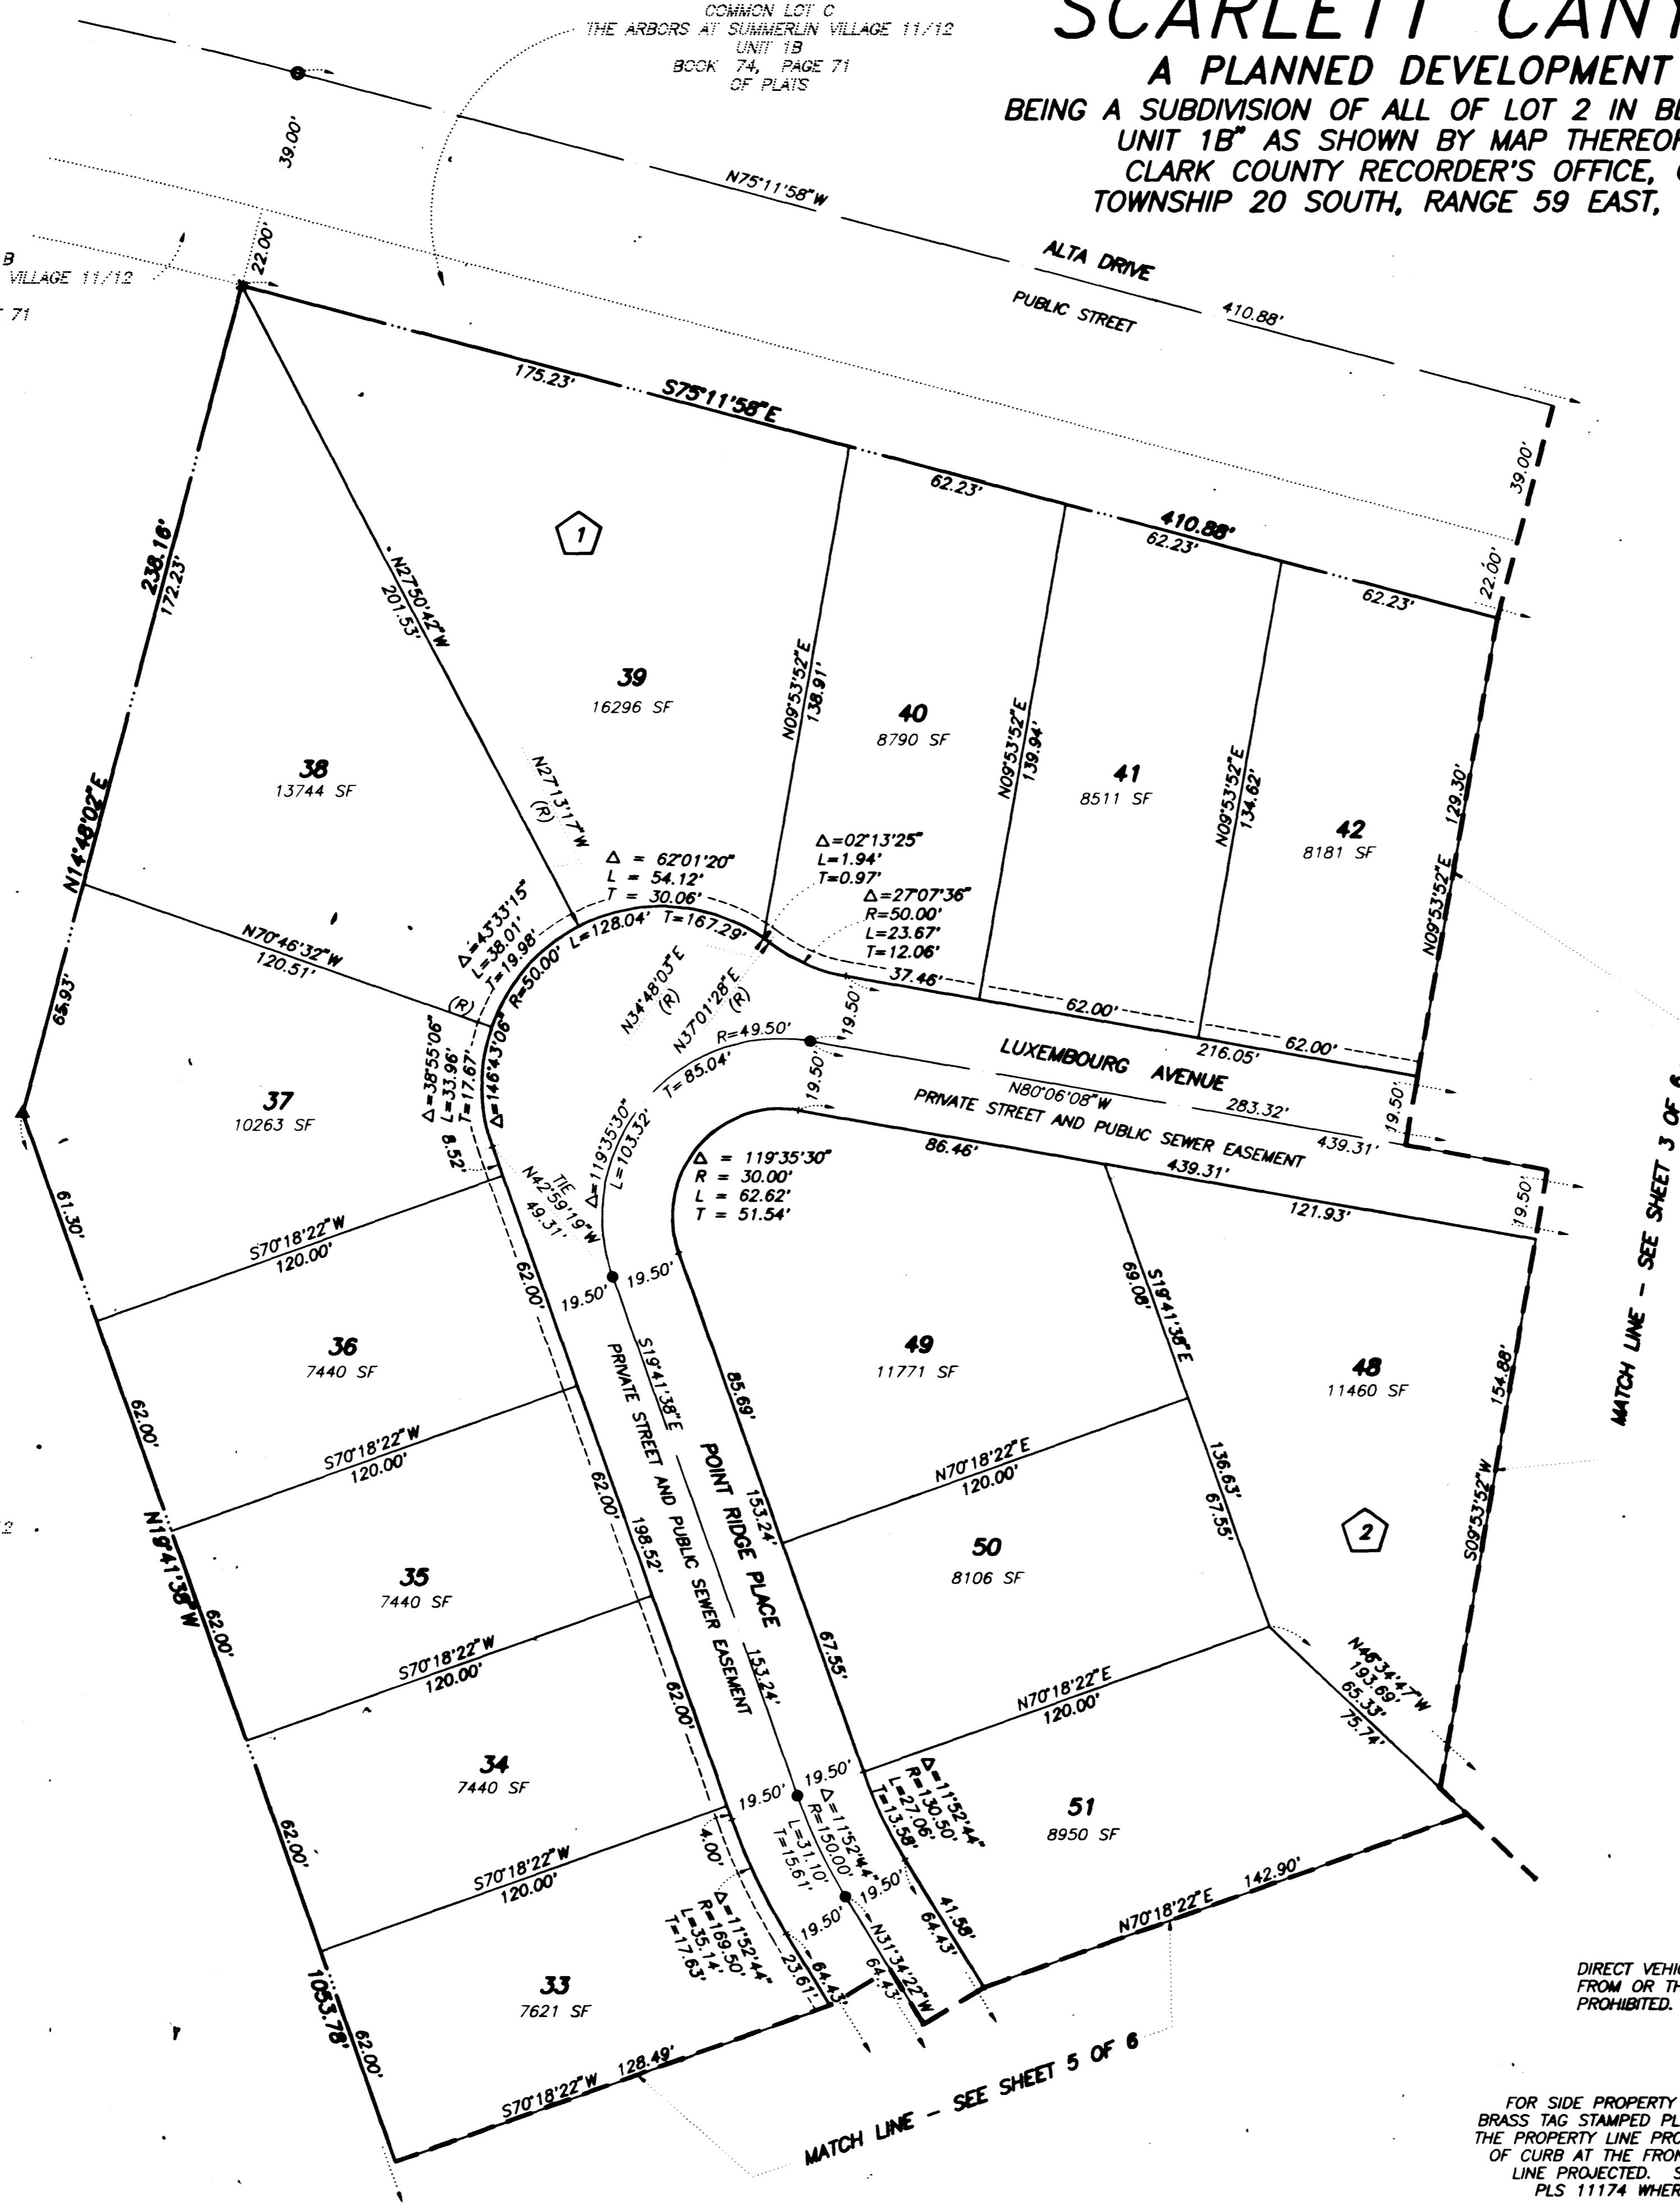 COMMON LOT C
THE ARBORS AT SUMMERLIN VILLAGE 11/12
UNIT 1B
BOOK 74, PAGE 71
OF PLATS
SCARLETT CANY
A PLANNED DEVELOPMENT
BEING A SUBDIVISION OF ALL OF LOT 2 IN BE
UNIT 1B" AS SHOWN BY MAP THEREOF
CLARK COUNTY RECORDER'S OFFICE, C
TOWNSHIP 20 SOUTH, RANGE 59 EAST,
39.00'
N75°11'58"W
22.00'
B
VILLAGE 11/12
71
ALTA DRIVE
PUBLIC STREET
410.88'
175.23'
S75°11'58"E
62.23'
410.88'
62.23'
62.23'
39.00'
22.00'
1
238.16'
172.23'
N14°48'02"E
65.93'
N27°50'42"W
201.53'
39
16296 SF
N09°53'52"E
138.91'
40
8790 SF
N09°53'52"E
139.94'
41
8511 SF
N09°53'52"E
134.62'
42
8181 SF
129.30'
N09°53'52"E
38
13744 SF
N27°13'17"W
(R)
Δ = 62°01'20"
L = 54.12'
T = 30.06'
Δ=02°13'25"
L=1.94'
T=0.97'
Δ=27°07'36"
R=50.00'
L=23.67'
T=12.06'
Δ=43°33'15"
L=38.01'
T=19.98'
R=50.00'
L=128.04'
T=167.29'
Δ=146°43'06"
N70°46'32"W
120.51'
(R)
N34°48'03"E
(R)
N37°01'28"E
(R)
37.46'
62.00'
62.00'
19.50'
R=49.50'
T=85.04'
19.50'
LUXEMBOURG AVENUE
216.05'
N80°06'08"W
283.32'
439.31'
PRIVATE STREET AND PUBLIC SEWER EASEMENT
19.50'
19.50'
37
10263 SF
Δ=38°55'06"
L=33.96'
T=17.67'
8.52'
TIE
N42°59'19"W
49.31'
Δ=119°35'30"
L=103.32'
Δ = 119°35'30"
R = 30.00'
L = 62.62'
T = 51.54'
86.46'
439.31'
121.93'
61.30'
S70°18'22"W
120.00'
62.00'
19.50'
19.50'
S19°41'38"E
69.08'
S19°41'38"E
36
7440 SF
49
11771 SF
48
11460 SF
154.88'
S09°53'52"W
MATCH LINE - SEE SHEET 3 OF 6
62.00'
S70°18'22"W
120.00'
85.69'
N70°18'22"E
120.00'
136.63'
67.55'
2
N19°41'38"W
PRIVATE STREET AND PUBLIC SEWER EASEMENT
POINT RIDGE PLACE
153.24'
62.00'
198.52'
35
7440 SF
50
8106 SF
62.00'
S70°18'22"W
120.00'
62.00'
153.24'
67.55'
N70°18'22"E
120.00'
N46°34'47"W
193.69'
65.33'
75.74'
34
7440 SF
62.00'
S70°18'22"W
120.00'
19.50'
19.50'
4.00'
Δ=11°52'44"
R=150.00'
L=31.10'
T=15.61'
Δ=11°52'44"
R=130.50'
L=27.06'
T=13.58'
51
8950 SF
Δ=11°52'44"
R=169.50'
L=35.14'
T=17.63'
19.50'
19.50'
41.58'
64.43'
N31°34'22"W
64.43'
23.61'
64.43'
N70°18'22"E
142.90'
33
7621 SF
1053.78'
62.00'
S70°18'22"W
128.49'
MATCH LINE - SEE SHEET 5 OF 6
DIRECT VEHIC
FROM OR TH
PROHIBITED.
FOR SIDE PROPERTY
BRASS TAG STAMPED PL
THE PROPERTY LINE PRO
OF CURB AT THE FRON
LINE PROJECTED. S
PLS 11174 WHER